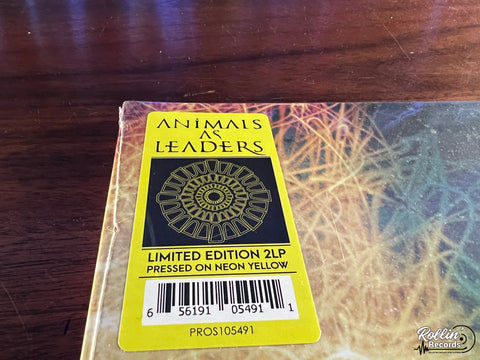 ANiMALS
AS
LEADERS
LIMITED EDITION 2LP
PRESSED ON NEON YELLOW
6 56191 05491 1
PROS105491
Rollin'
Records